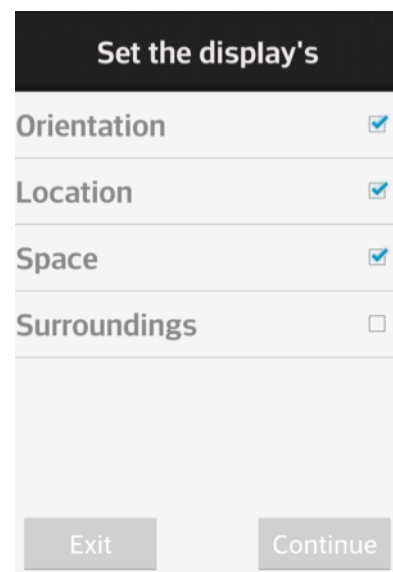 Set the display's
Orientation
Location
Space
Surroundings
Exit
Continue